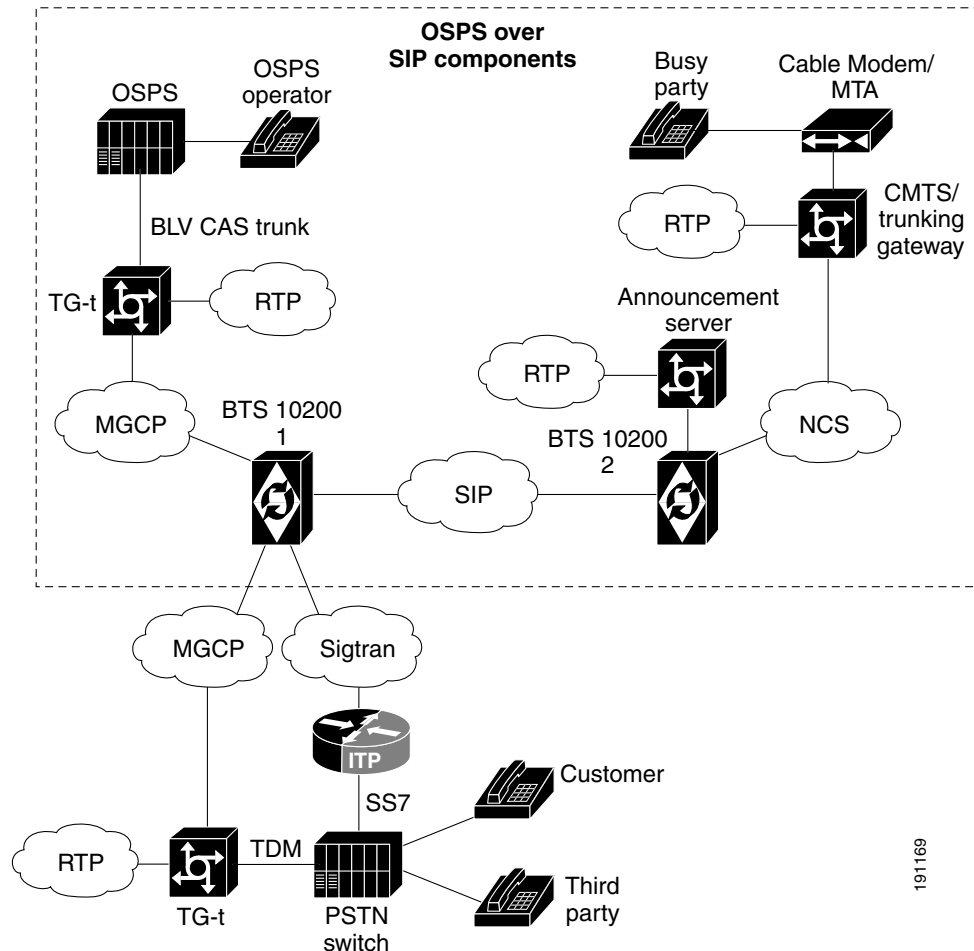 OSPS over
SIP components
OSPS
OSPS
operator
Busy
party
Cable Modem/
MTA
BLV CAS trunk
RTP
CMTS/
trunking
gateway
TG-t
RTP
Announcement
server
RTP
MGCP
BTS 10200
1
SIP
BTS 10200
2
NCS
MGCP
Sigtran
ITP
SS7
Customer
RTP
TDM
TG-t
PSTN
switch
Third
party
191169